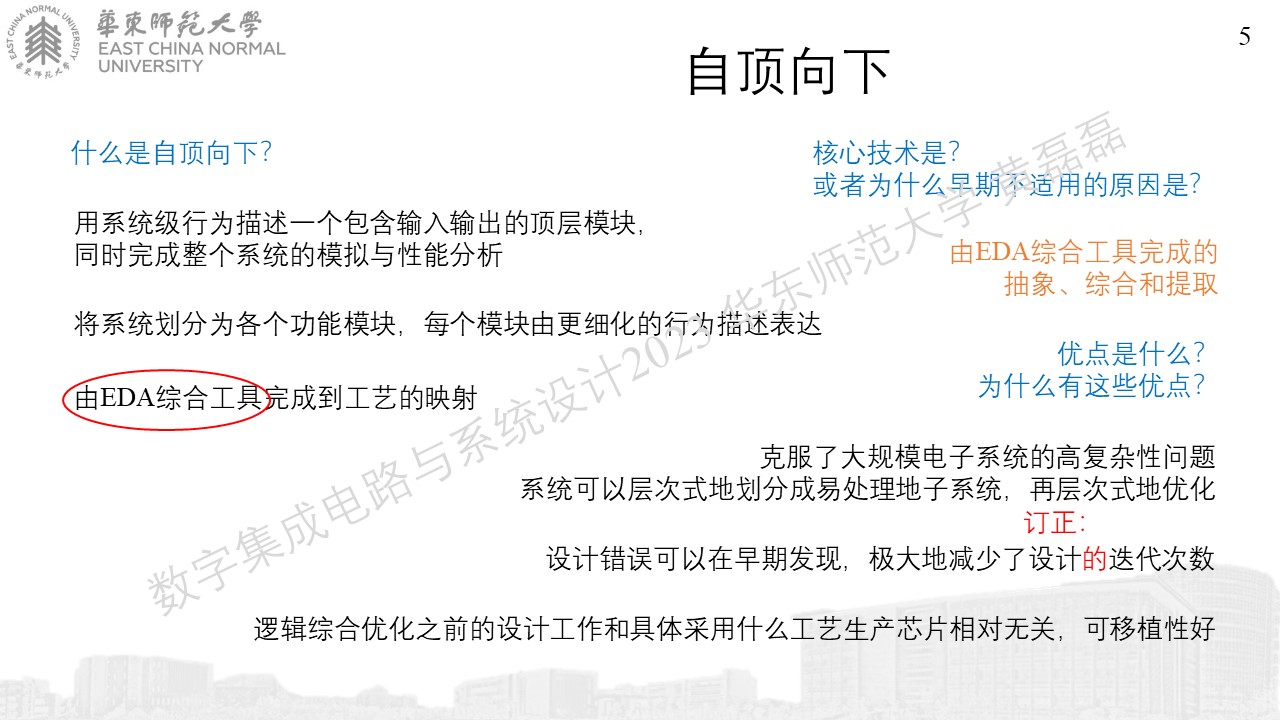 華東師範大學
EAST CHINA NORMAL
UNIVERSITY
EAST CHINA NORMAL UNIVERSITY
華東师范大学
5
自顶向下
什么是自顶向下？
用系统级行为描述一个包含输入输出的顶层模块，
同时完成整个系统的模拟与性能分析
将系统划分为各个功能模块，每个模块由更细化的行为描述表达
由EDA综合工具完成到工艺的映射
核心技术是？
或者为什么早期不适用的原因是？
由EDA综合工具完成的
抽象、综合和提取
优点是什么？
为什么有这些优点？
克服了大规模电子系统的高复杂性问题
系统可以层次式地划分成易处理地子系统，再层次式地优化
订正：
设计错误可以在早期发现，极大地减少了设计的迭代次数
逻辑综合优化之前的设计工作和具体采用什么工艺生产芯片相对无关，可移植性好
数字集成电路与系统设计2023 华东师范大学 黄磊磊